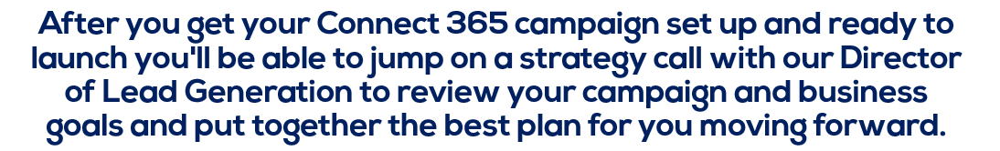 After you get your Connect 365 campaign set up and ready to
launch you'll be able to jump on a strategy call with our Director
of Lead Generation to review your campaign and business
goals and put together the best plan for you moving forward.